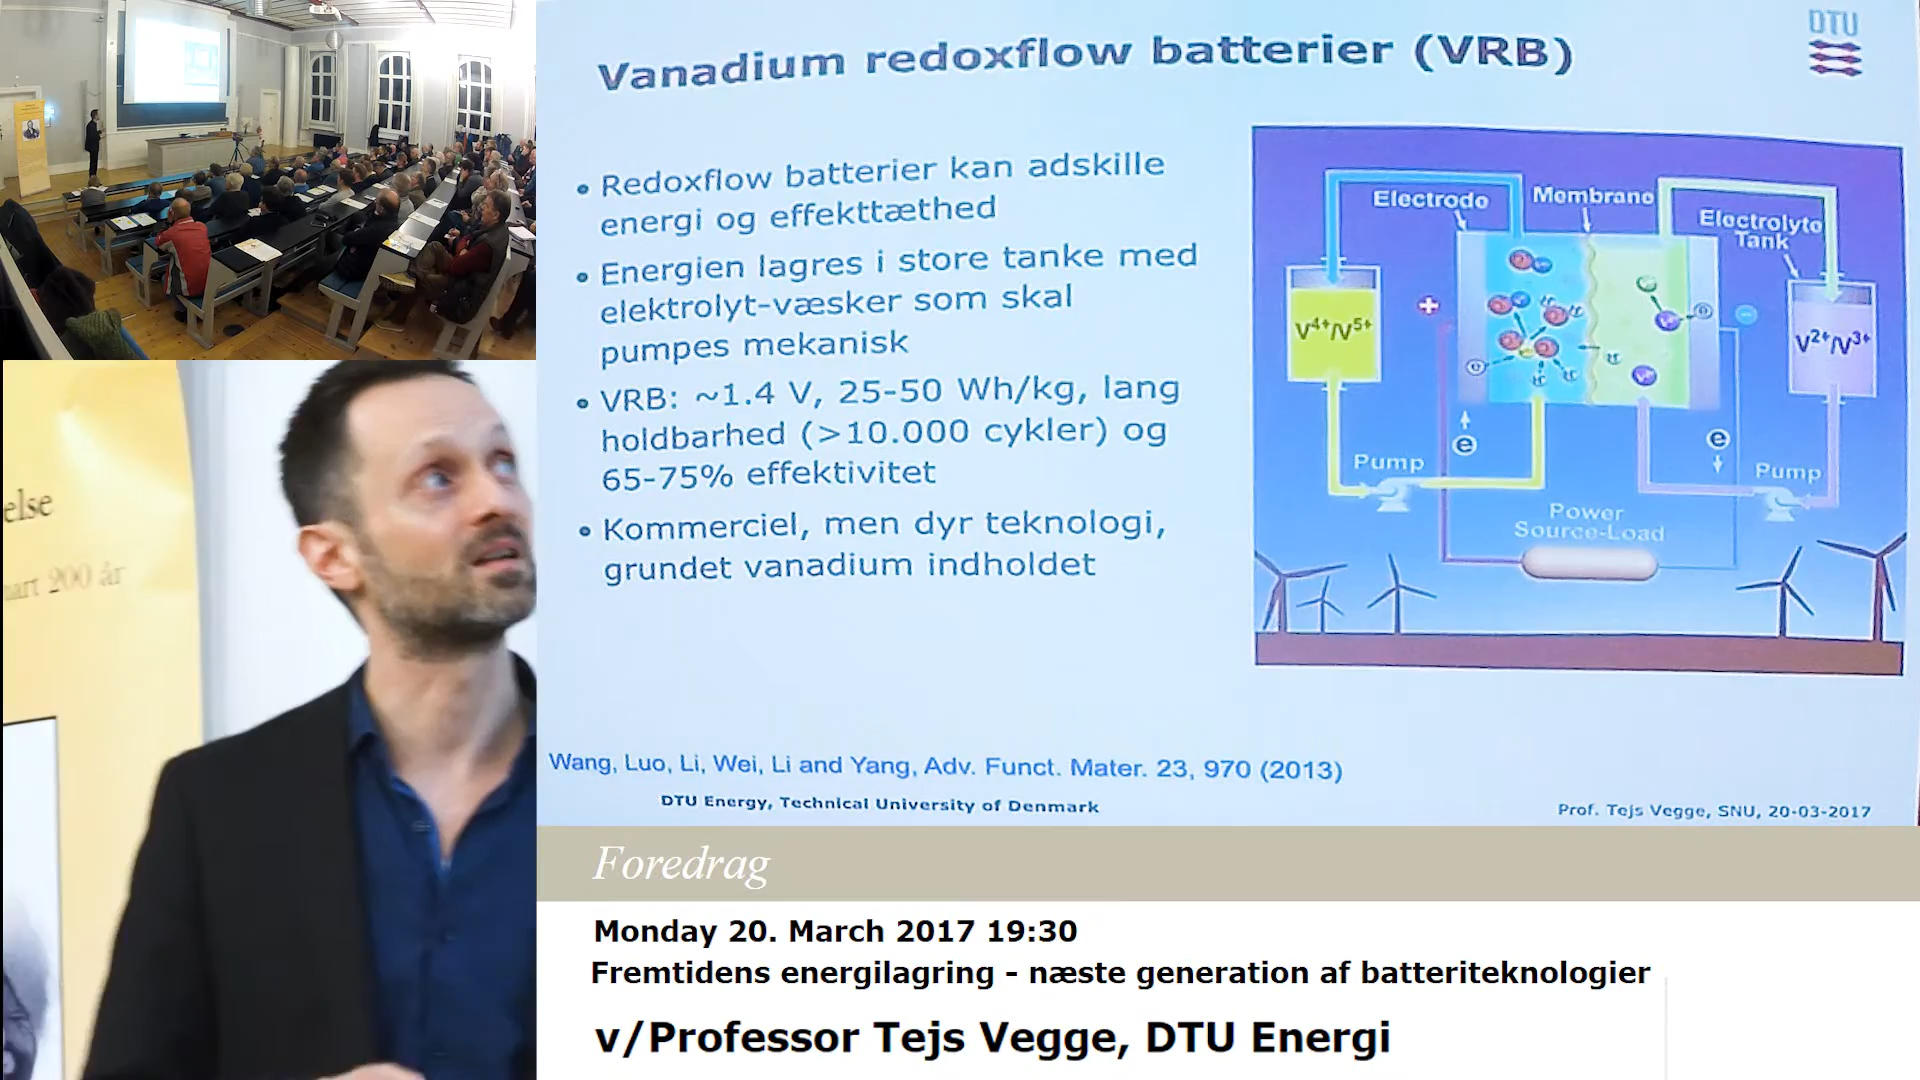 DTU
Vanadium redoxflow batterier (VRB)
• Redoxflow batterier kan adskille
energi og effekttæthed
• Energien lagres i store tanke med
elektrolyt-væsker som skal
pumpes mekanisk
• VRB: ~1.4 V, 25-50 Wh/kg, lang
holdbarhed (>10.000 cykler) og
65-75% effektivitet
• Kommerciel, men dyr teknologi,
grundet vanadium indholdet
Electrode
Membrane
Electrolyte
Tank
+
V⁴⁺/V⁵⁺
V²⁺/V³⁺
e
e
Pump
Pump
Power
Source-Load
Wang, Luo, Li, Wei, Li and Yang, Adv. Funct. Mater. 23, 970 (2013)
DTU Energy, Technical University of Denmark
Prof. Tejs Vegge, SNU, 20-03-2017
else
200 år
Foredrag
Monday 20. March 2017 19:30
Fremtidens energilagring - næste generation af batteriteknologier
v/Professor Tejs Vegge, DTU Energi